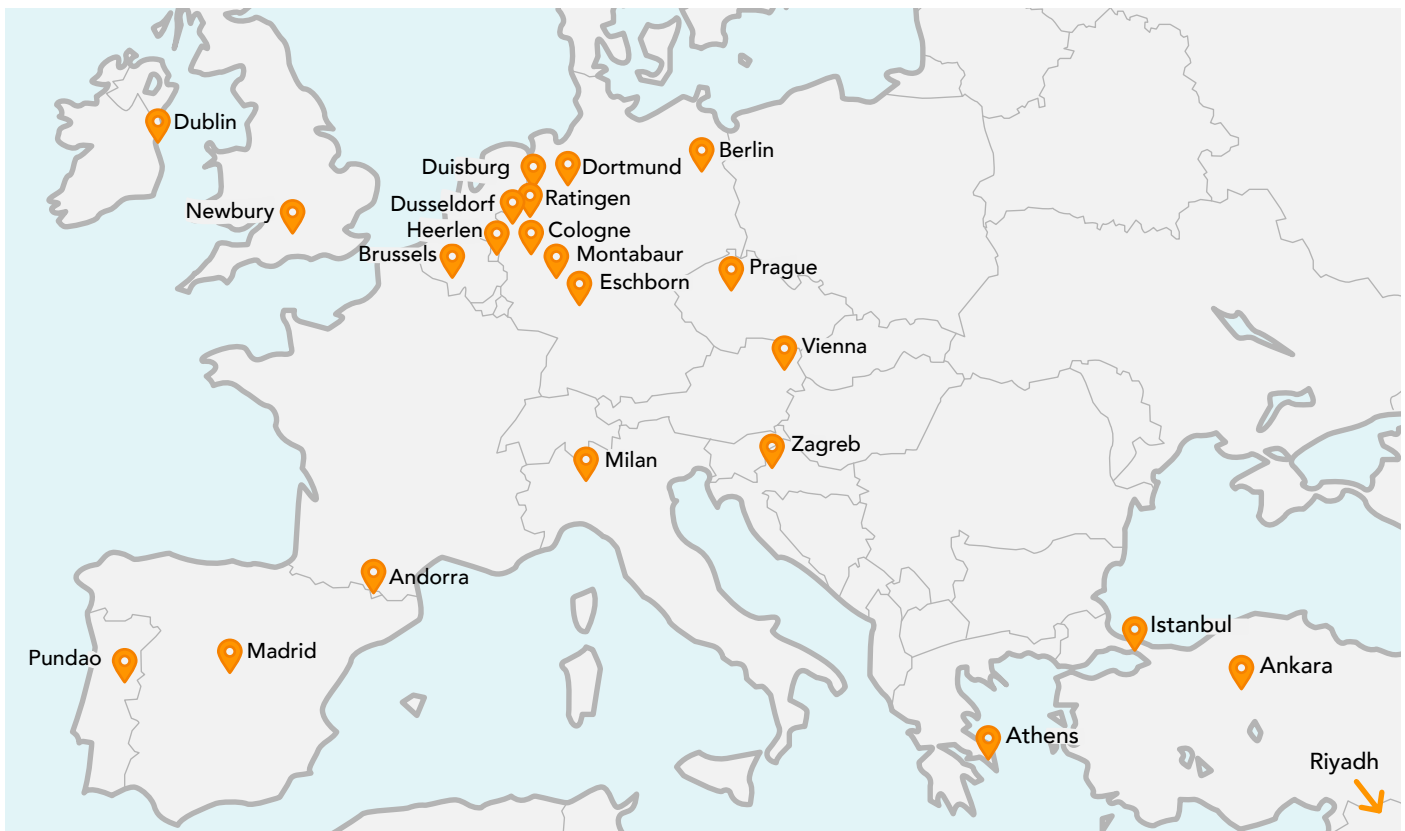 Dublin
Berlin
Duisburg
Dortmund
Dusseldorf
Ratingen
Newbury
Heerlen
Cologne
Brussels
Montabaur
Prague
Eschborn
Vienna
Zagreb
Milan
Andorra
Istanbul
Madrid
Pundao
Ankara
Athens
Riyadh